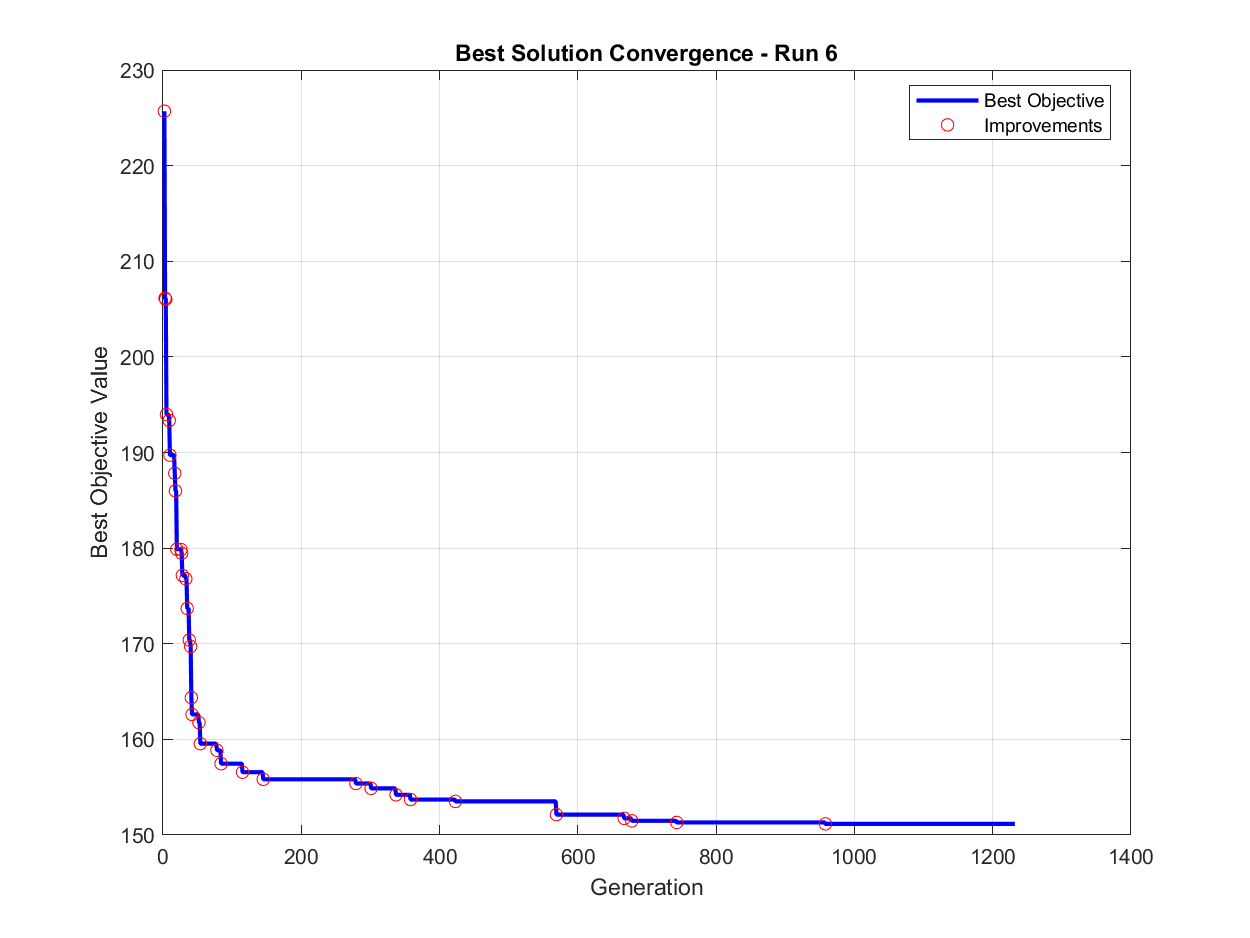 Best Solution Convergence - Run 6
Best Objective
Improvements
Best Objective Value
230
220
210
200
190
180
170
160
150
0 200 400 600 800 1000 1200 1400
Generation